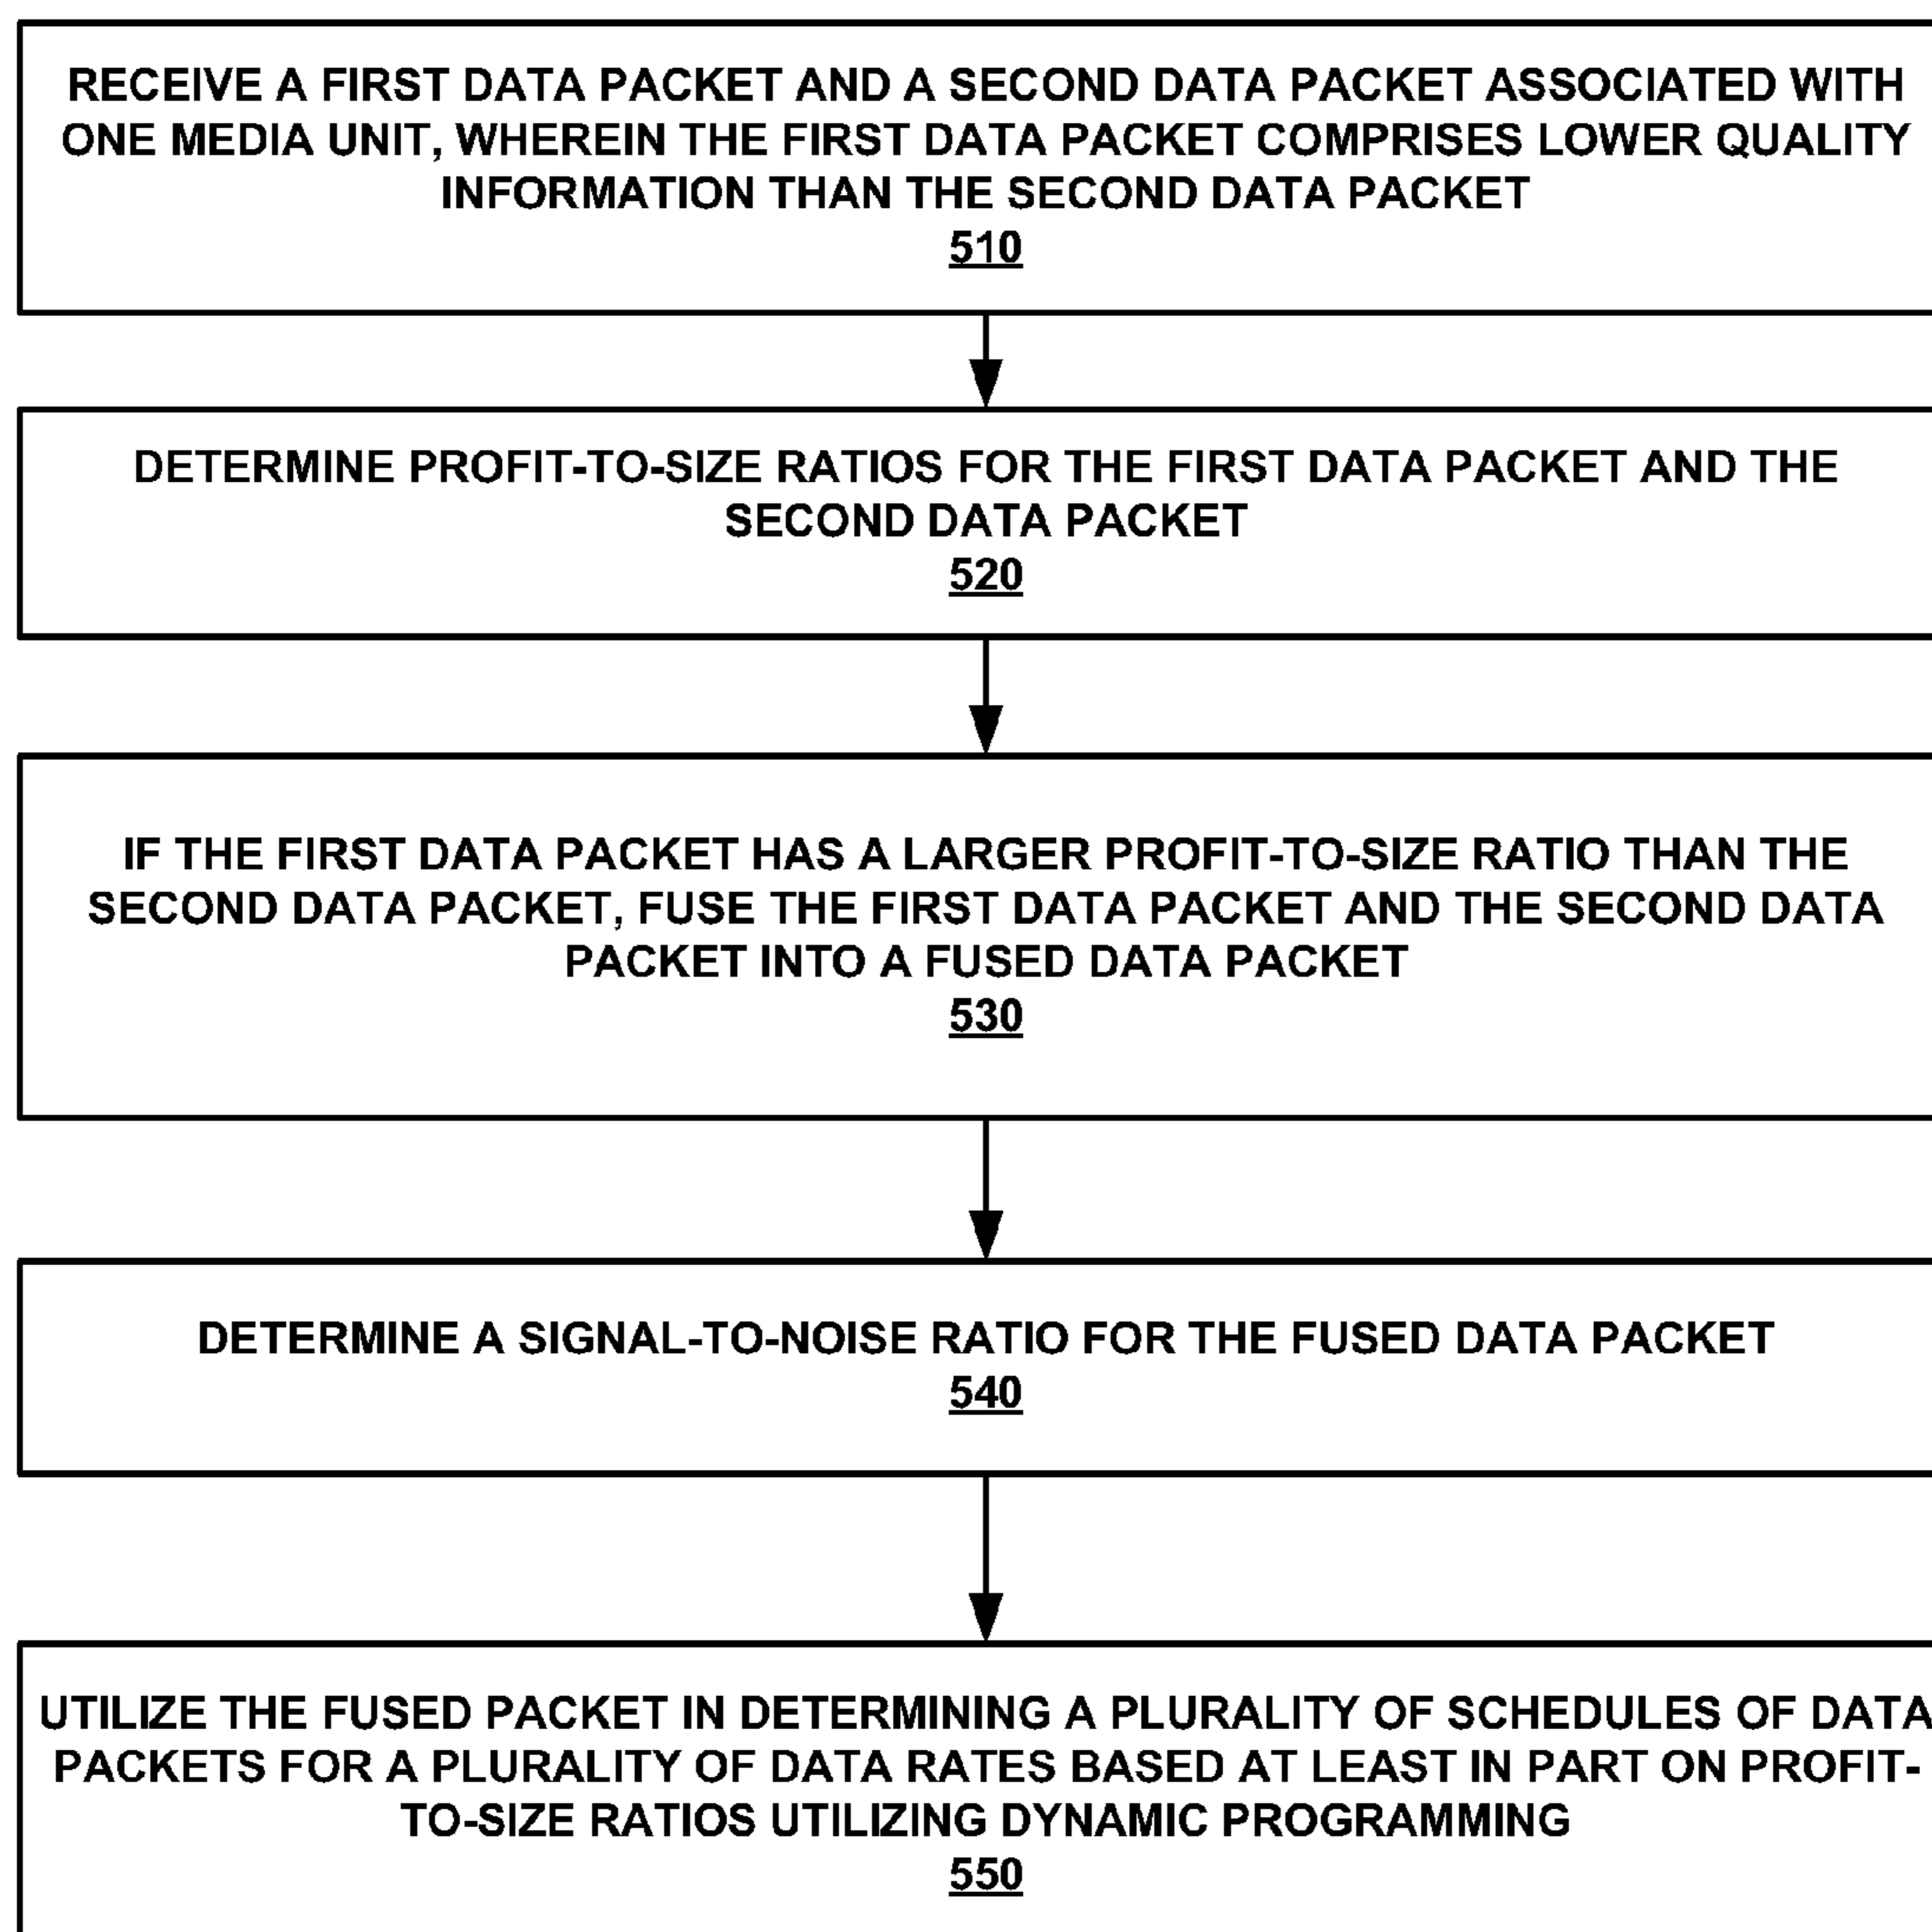 RECEIVE A FIRST DATA PACKET AND A SECOND DATA PACKET ASSOCIATED WITH
ONE MEDIA UNIT, WHEREIN THE FIRST DATA PACKET COMPRISES LOWER QUALITY
INFORMATION THAN THE SECOND DATA PACKET
510
DETERMINE PROFIT-TO-SIZE RATIOS FOR THE FIRST DATA PACKET AND THE
SECOND DATA PACKET
520
IF THE FIRST DATA PACKET HAS A LARGER PROFIT-TO-SIZE RATIO THAN THE
SECOND DATA PACKET, FUSE THE FIRST DATA PACKET AND THE SECOND DATA
PACKET INTO A FUSED DATA PACKET
530
DETERMINE A SIGNAL-TO-NOISE RATIO FOR THE FUSED DATA PACKET
540
UTILIZE THE FUSED PACKET IN DETERMINING A PLURALITY OF SCHEDULES OF DATA
PACKETS FOR A PLURALITY OF DATA RATES BASED AT LEAST IN PART ON PROFIT-
TO-SIZE RATIOS UTILIZING DYNAMIC PROGRAMMING
550